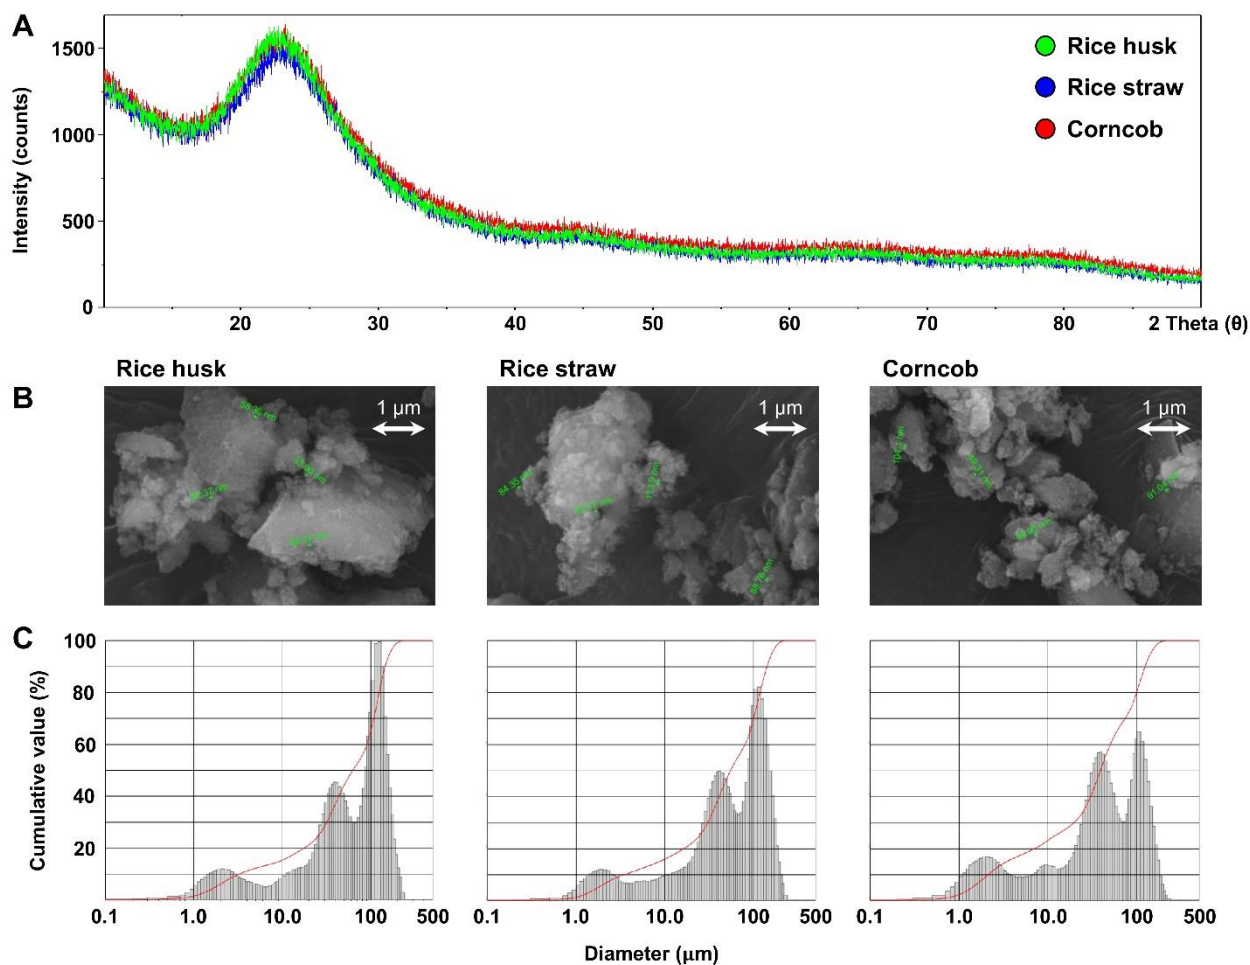 A
1500
1000
500
0
Intensity (counts)
Rice husk
Rice straw
Corncob
20 30 40 50 60 70 80 2 Theta (θ)
B
Rice husk Rice straw Corncob
1 μm 1 μm 1 μm
84.35 nm
91.04 nm
C
100
80
60
40
20
Cumulative value (%)
0.1 1.0 10.0 100 500 0.1 1.0 10.0 100 500 0.1 1.0 10.0 100 500
Diameter (μm)